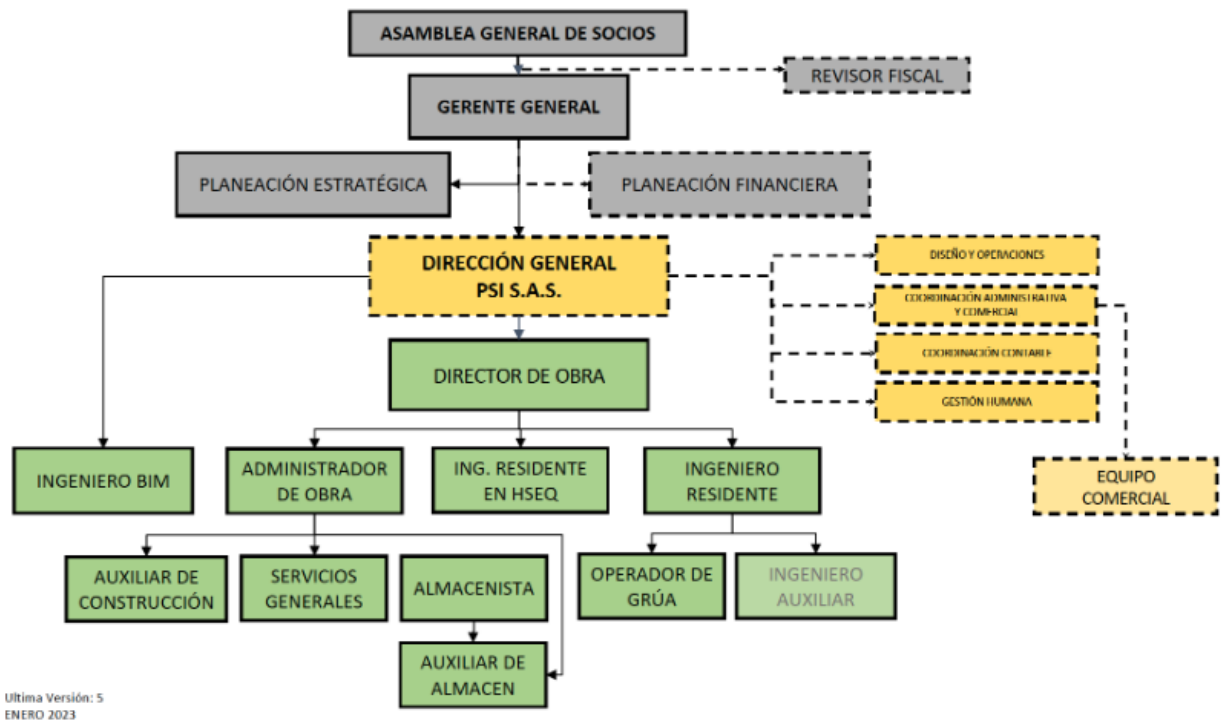 ASAMBLEA GENERAL DE SOCIOS
REVISOR FISCAL
GERENTE GENERAL
PLANEACIÓN ESTRATÉGICA
PLANEACIÓN FINANCIERA
DIRECCIÓN GENERAL
PSI S.A.S.
DISEÑO Y OPERACIONES
COORDINACIÓN ADMINISTRATIVA
Y COMERCIAL
COORDINACIÓN CONTABLE
GESTIÓN HUMANA
DIRECTOR DE OBRA
INGENIERO BIM
ADMINISTRADOR
DE OBRA
ING. RESIDENTE
EN HSEQ
INGENIERO
RESIDENTE
EQUIPO
COMERCIAL
AUXILIAR DE
CONSTRUCCIÓN
SERVICIOS
GENERALES
ALMACENISTA
OPERADOR DE
GRÚA
INGENIERO
AUXILIAR
AUXILIAR DE
ALMACEN
Ultima Versión: 5
ENERO 2023